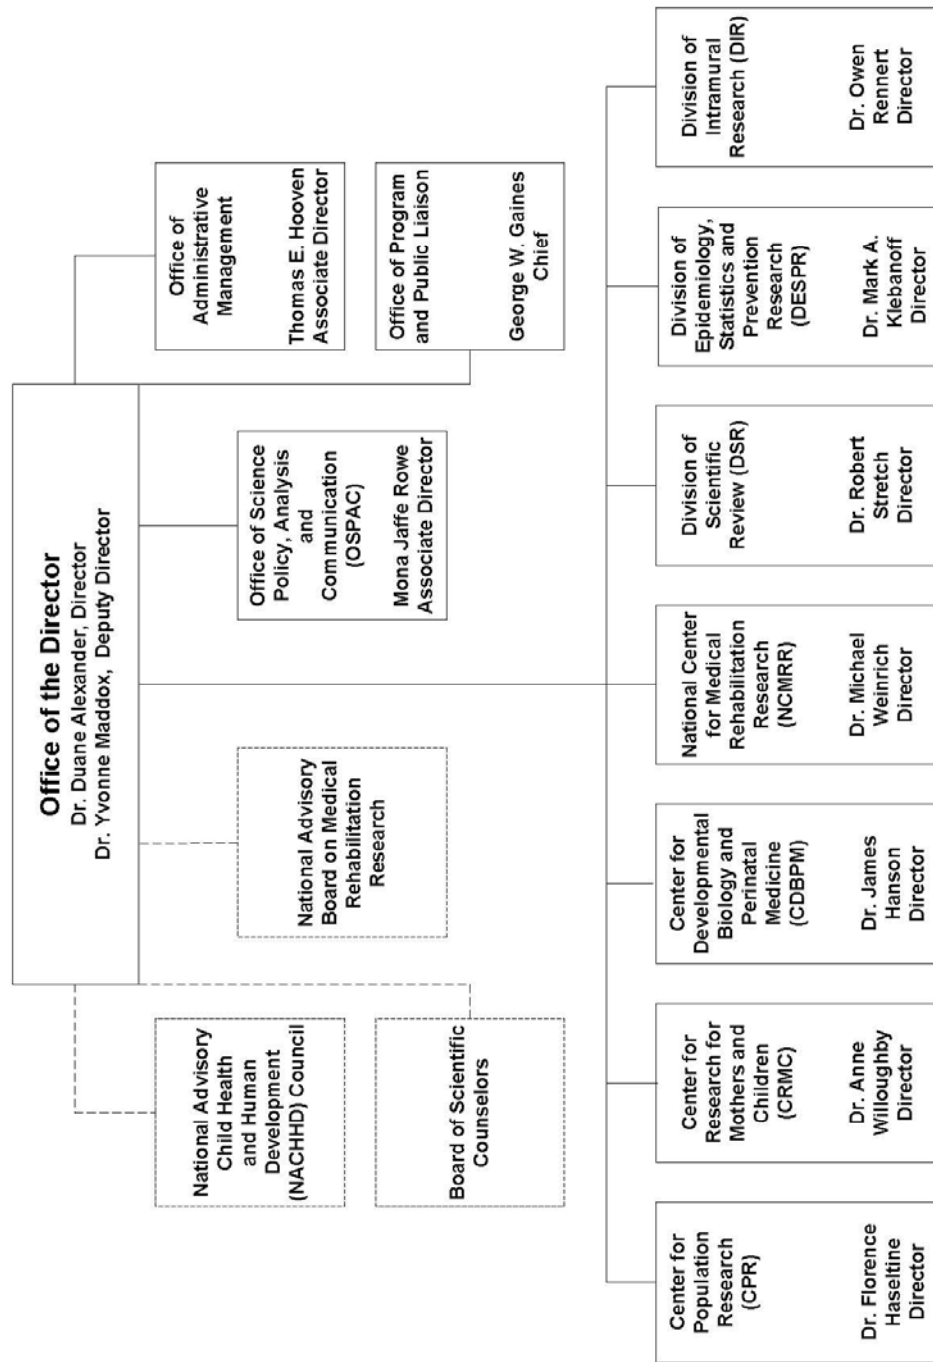 Office of the Director
Dr. Duane Alexander, Director
Dr. Yvonne Maddox, Deputy Director
National Advisory
Child Health
and Human
Development
(NACHHD) Council
Board of Scientific
Counselors
National Advisory
Board on Medical
Rehabilitation
Research
Office of Science
Policy, Analysis
and
Communication
(OSPAC)
Mona Jaffe Rowe
Associate Director
Office of
Administrative
Management
Thomas E. Hooven
Associate Director
Office of Program
and Public Liaison
George W. Gaines
Chief
Center for
Population
Research
(CPR)
Dr. Florence
Haseltine
Director
Center for
Research for
Mothers and
Children
(CRMC)
Dr. Anne
Willoughby
Director
Center for
Developmental
Biology and
Perinatal
Medicine
(CDBPM)
Dr. James
Hanson
Director
National Center
for Medical
Rehabilitation
Research
(NCMRR)
Dr. Michael
Weinrich
Director
Division of
Scientific
Review (DSR)
Dr. Robert
Stretch
Director
Division of
Epidemiology,
Statistics and
Prevention
Research
(DESPR)
Dr. Mark A.
Klebanoff
Director
Division of
Intramural
Research (DIR)
Dr. Owen
Rennert
Director